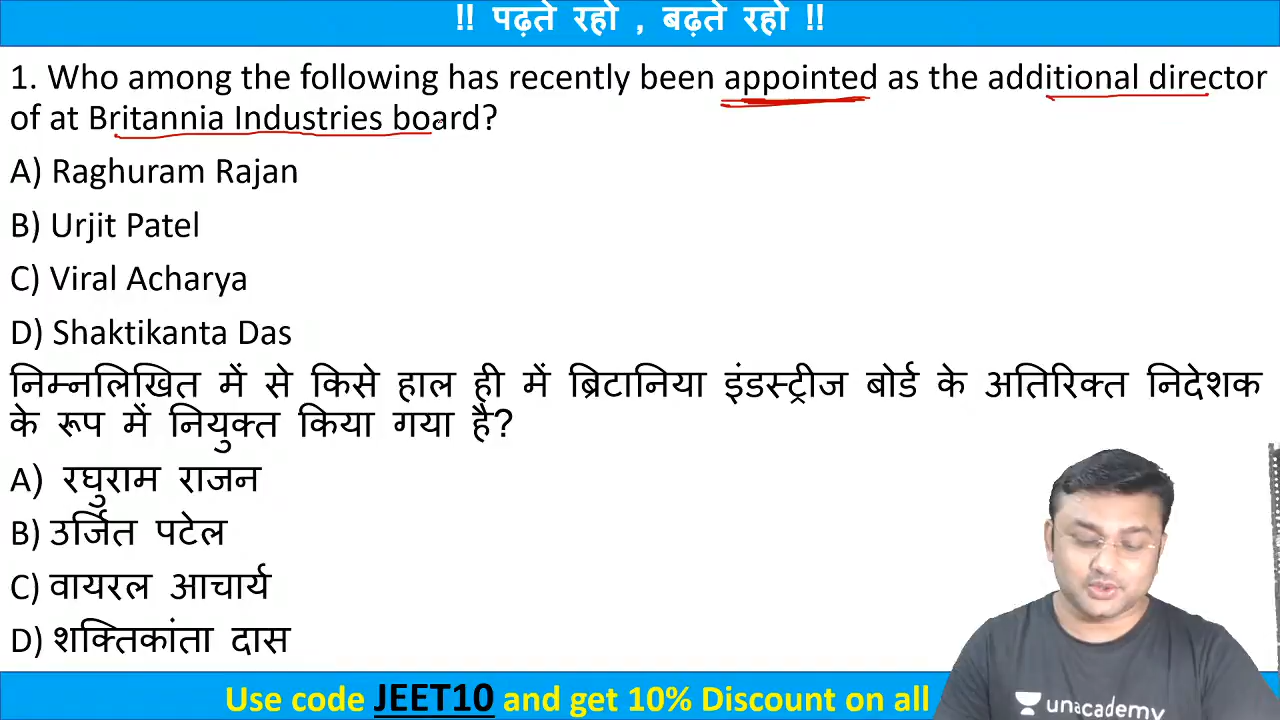 !! पढ़ते रहो , बढ़ते रहो !!
1. Who among the following has recently been appointed as the additional director
of at Britannia Industries board?
A) Raghuram Rajan
B) Urjit Patel
C) Viral Acharya
D) Shaktikanta Das
निम्नलिखित में से किसे हाल ही में ब्रिटानिया इंडस्ट्रीज बोर्ड के अतिरिक्त निदेशक
के रूप में नियुक्त किया गया है?
A) रघुराम राजन
B) उर्जित पटेल
C) वायरल आचार्य
D) शक्तिकांता दास
Use code JEET10 and get 10% Discount on all
unacademy